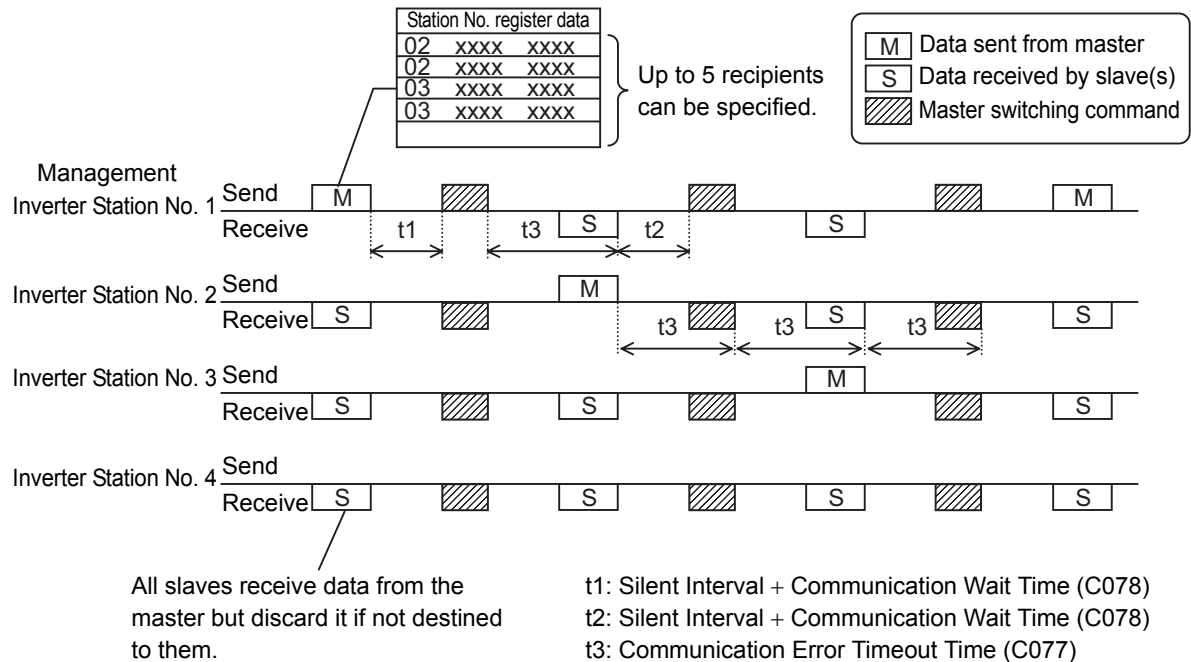 Station No. register data
02 xxxx xxxx
02 xxxx xxxx
03 xxxx xxxx
03 xxxx xxxx
Up to 5 recipients
can be specified.
M Data sent from master
S Data received by slave(s)
Master switching command
Management
Inverter Station No. 1
Send
M
M
Receive
t1
t3
S
t2
S
Inverter Station No. 2
Send
M
Receive
S
S
S
t3
t3
t3
Inverter Station No. 3
Send
M
Receive
S
S
S
Inverter Station No. 4
Send
Receive
S
S
S
S
All slaves receive data from the
master but discard it if not destined
to them.
t1: Silent Interval + Communication Wait Time (C078)
t2: Silent Interval + Communication Wait Time (C078)
t3: Communication Error Timeout Time (C077)